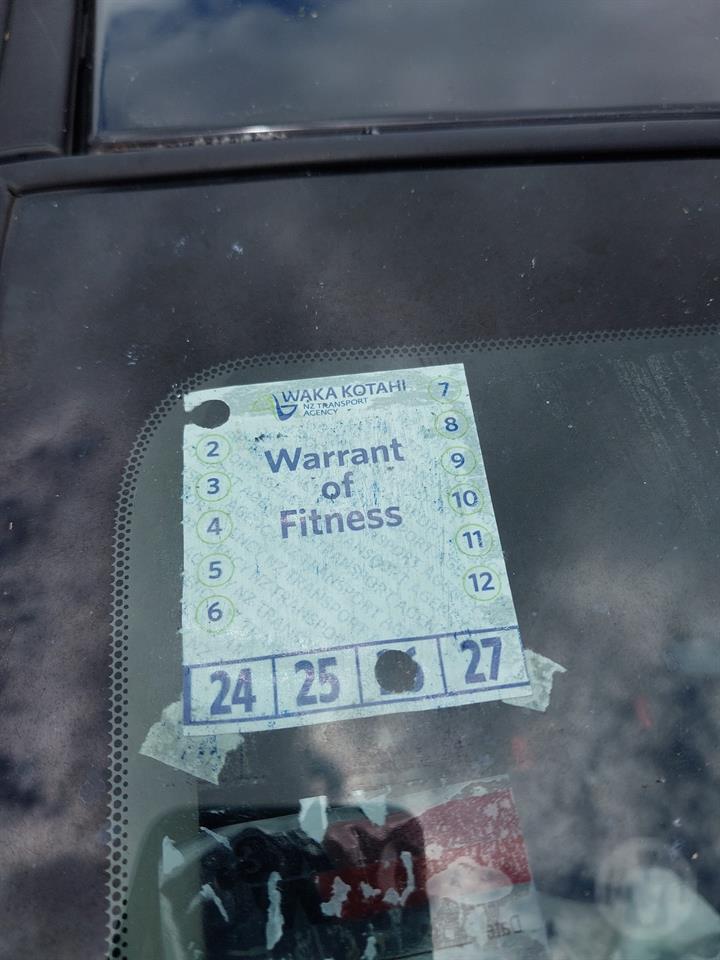 WAKA KOTAHI
NZ TRANSPORT
AGENCY
7
8
2
Warrant
9
3
of
10
4
Fitness
11
5
12
6
24 25 27
Date